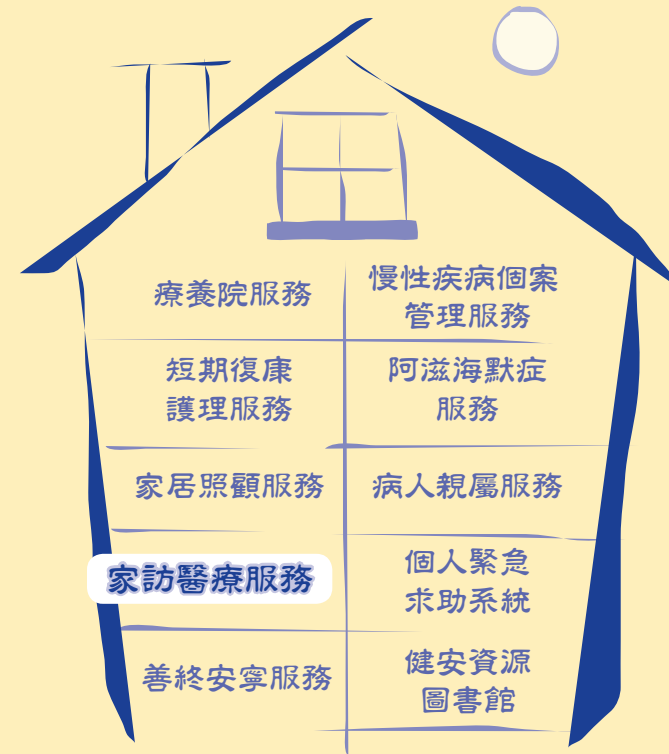 療養院服務
慢性疾病個案
管理服務
短期復康
護理服務
阿滋海默症
服務
家居照顧服務
病人親屬服務
家訪醫療服務
個人緊急
求助系統
善終安寧服務
健安資源
圖書館